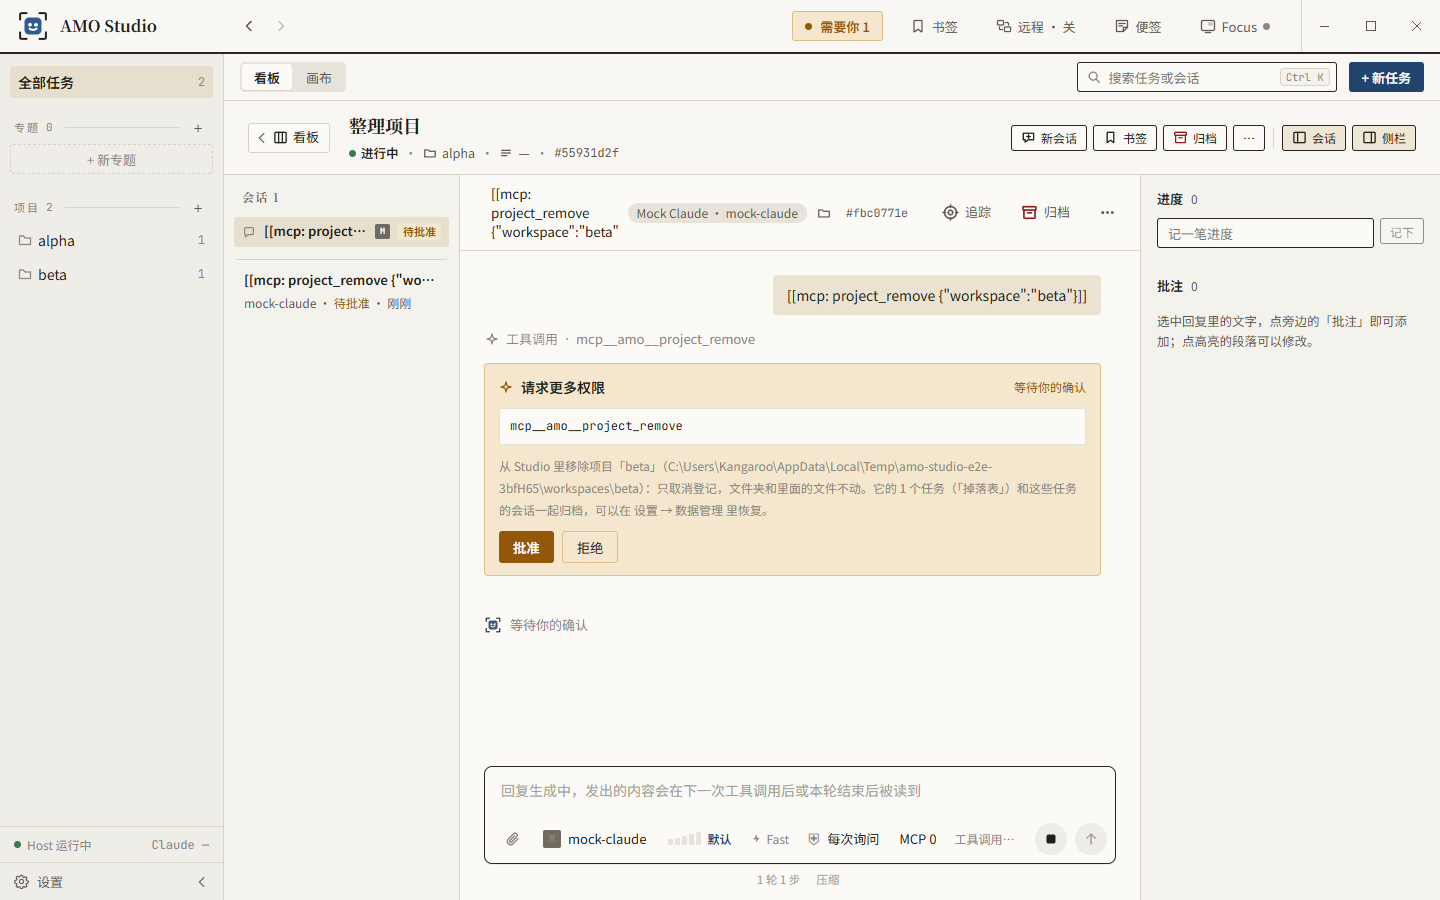 AMO Studio
需要你 1
书签
远程 · 关
便签
Focus
全部任务 2
看板
画布
搜索任务或会话
Ctrl K
+ 新任务
专题 0
+
+ 新专题
项目 2
+
alpha 1
beta 1
看板
整理项目
进行中 · alpha · — · #55931d2f
新会话
书签
归档
···
会话
侧栏
会话 1
[[mcp: project··· M 待批准
[[mcp: project_remove {"wo···
mock-claude · 待批准 · 刚刚
[[mcp:
project_remove
{"workspace":"beta"
Mock Claude · mock-claude
#fbc0771e
追踪
归档
···
[[mcp: project_remove {"workspace":"beta"}]]
工具调用 · mcp__amo__project_remove
请求更多权限
等待你的确认
mcp__amo__project_remove
从 Studio 里移除项目「beta」(C:\Users\Kangaroo\AppData\Local\Temp\amo-studio-e2e-
3bfH65\workspaces\beta)：只取消登记，文件夹和里面的文件不动。它的 1 个任务（「掉落表」）和这些任务
的会话一起归档，可以在 设置 → 数据管理 里恢复。
批准
拒绝
等待你的确认
回复生成中，发出的内容会在下一次工具调用后或本轮结束后被读到
M mock-claude
默认
Fast
每次询问
MCP 0
工具调用···
1 轮 1 步
压缩
进度 0
记一笔进度
记下
批注 0
选中回复里的文字，点旁边的「批注」即可添
加；点高亮的段落可以修改。
Host 运行中
Claude —
设置